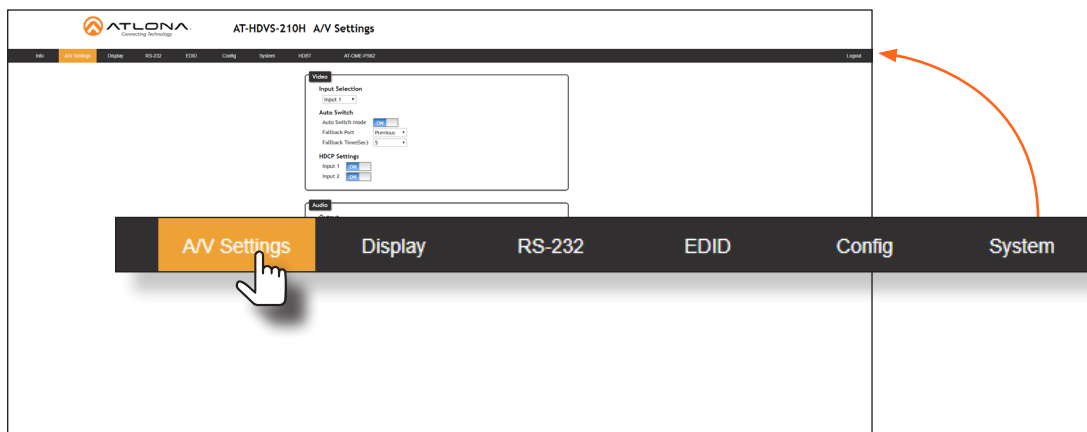 ATLONA
Connecting Technology
AT-HDVS-210H A/V Settings
Info A/V Settings Display RS-232 EDID Config System HDBT AT-OME-PS62 Logout
Video
Input Selection
Input 1
Auto Switch
Auto Switch mode ON
Fallback Port Previous
Fallback Time(Sec) 5
HDCP Settings
Input 1 ON
Input 2 ON
Audio
A/V Settings Display RS-232 EDID Config System